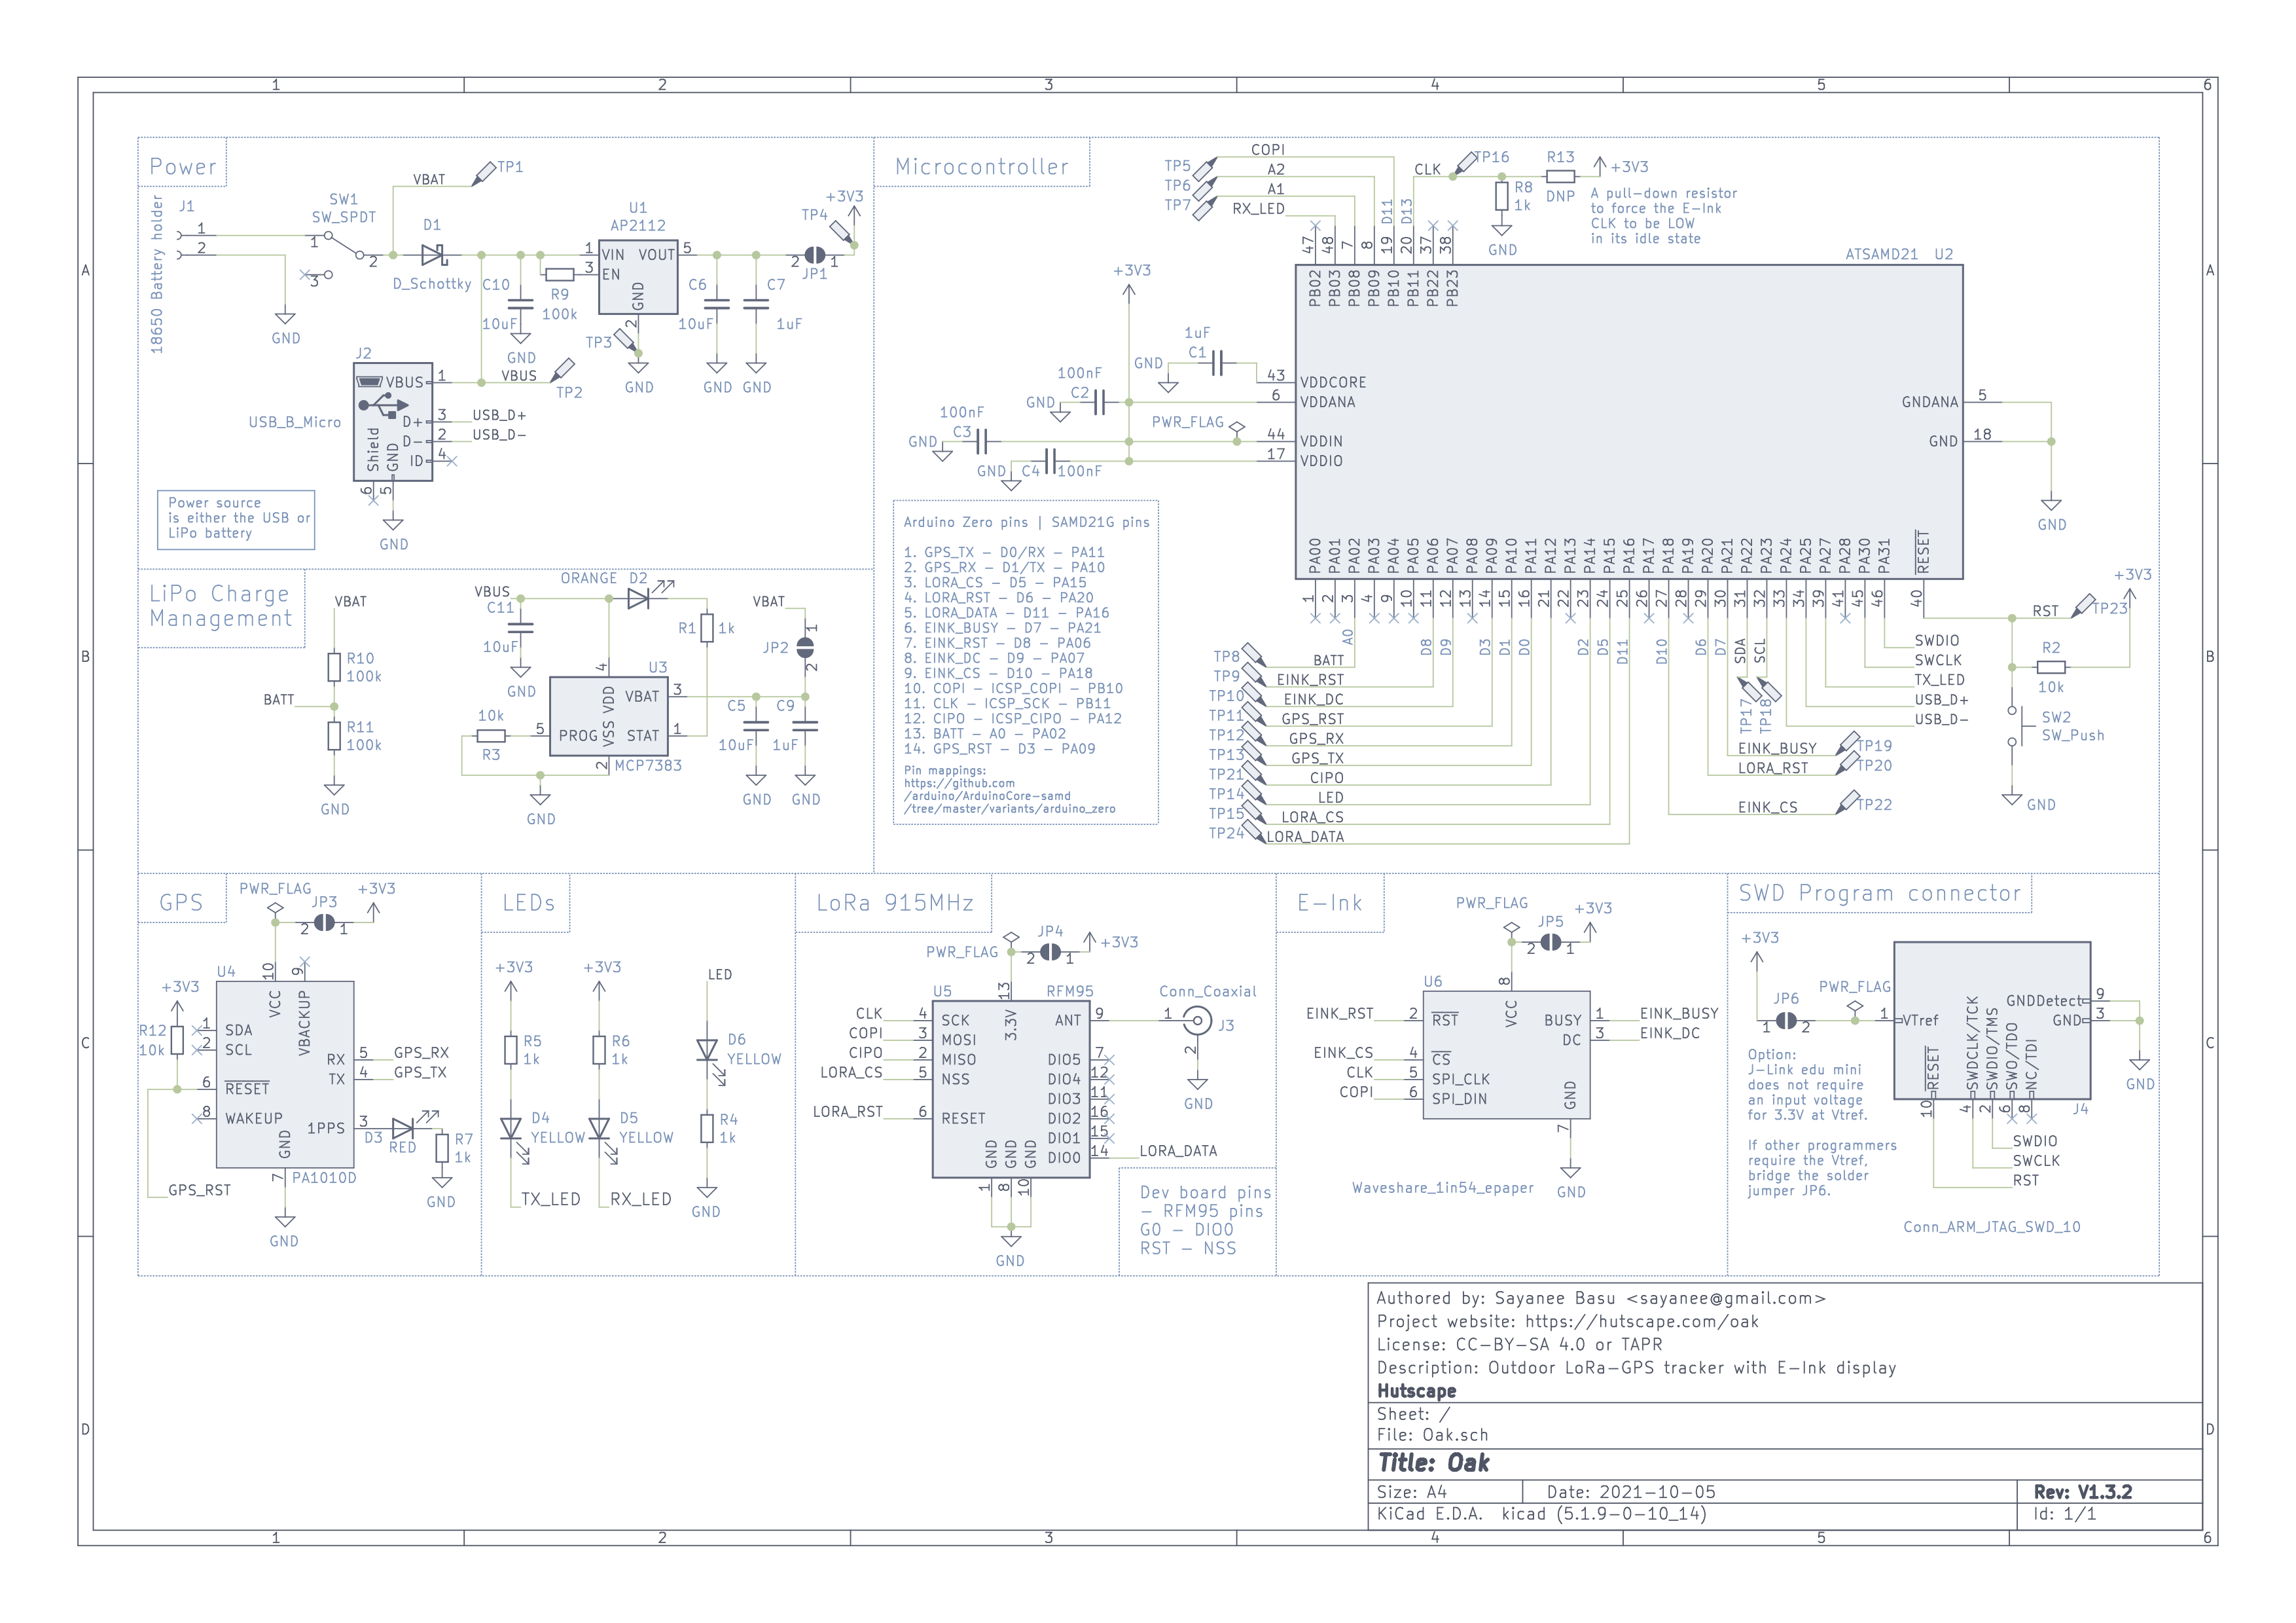 1 2 3 4 5 6
A
B
C
D
Power
18650 Battery holder
J1
1
2
SW1
SW_SPDT
1
2
3
GND
VBAT
TP1
D1
D_Schottky
C10
10uF
GND
R9
100k
U1
AP2112
1 VIN VOUT 5
3 EN
GND
2
TP3
GND
C6
10uF
GND
C7
1uF
GND
TP4
+3V3
2 JP1 1
J2
USB_B_Micro
VBUS 1
VBUS
TP2
D+ 3 USB_D+
D- 2 USB_D-
ID 4
Shield
GND
6
5
GND
Power source
is either the USB or
LiPo battery
LiPo Charge
Management
VBAT
R10
100k
BATT
R11
100k
GND
VBUS
ORANGE D2
C11
10uF
GND
R1 1k
U3
4
VDD
VBAT 3
PROG 5
STAT 1
VSS
2
MCP7383
10k
R3
GND
VBAT
1
JP2
2
C5
10uF
GND
C9
1uF
GND
Microcontroller
TP5 COPI
TP6 A2
TP7 A1
RX_LED
D11
D13
CLK
TP16
R13
DNP
+3V3
R8
1k
GND
A pull-down resistor
to force the E-Ink
CLK to be LOW
in its idle state
ATSAMD21 U2
47 48 7 8 19 20 37 38
PB02 PB03 PB08 PB09 PB10 PB11 PB22 PB23
+3V3
1uF
GND C1
43 VDDCORE
100nF
GND C2
6 VDDANA
100nF
GND C3
PWR_FLAG
44 VDDIN
GND C4 100nF
17 VDDIO
GNDANA 5
GND 18
GND
PA00 PA01 PA02 PA03 PA04 PA05 PA06 PA07 PA08 PA09 PA10 PA11 PA12 PA13 PA14 PA15 PA16 PA17 PA18 PA19 PA20 PA21 PA22 PA23 PA24 PA25 PA27 PA28 PA30 PA31 RESET
1 2 3 4 9 10 11 12 13 14 15 16 21 22 23 24 25 26 27 28 29 30 31 32 33 34 39 41 45 46 40
A0 D8 D9 D3 D1 D0 D2 D5 D11 D10 D6 D7 SDA SCL
Arduino Zero pins | SAMD21G pins
1. GPS_TX - D0/RX - PA11
2. GPS_RX - D1/TX - PA10
3. LORA_CS - D5 - PA15
4. LORA_RST - D6 - PA20
5. LORA_DATA - D11 - PA16
6. EINK_BUSY - D7 - PA21
7. EINK_RST - D8 - PA06
8. EINK_DC - D9 - PA07
9. EINK_CS - D10 - PA18
10. COPI - ICSP_COPI - PB10
11. CLK - ICSP_SCK - PB11
12. CIPO - ICSP_CIPO - PA12
13. BATT - A0 - PA02
14. GPS_RST - D3 - PA09
Pin mappings:
https://github.com
/arduino/ArduinoCore-samd
/tree/master/variants/arduino_zero
TP8 BATT
TP9 EINK_RST
TP10 EINK_DC
TP11 GPS_RST
TP12 GPS_RX
TP13 GPS_TX
TP21 CIPO
TP14 LED
TP15 LORA_CS
TP24 LORA_DATA
TP17 TP18
EINK_BUSY TP19
LORA_RST TP20
EINK_CS TP22
SWDIO
SWCLK
TX_LED
USB_D+
USB_D-
+3V3
RST TP23
R2
10k
SW2
SW_Push
GND
GPS
PWR_FLAG
+3V3
JP3
2 1
U4
10
VCC
9
VBACKUP
+3V3
R12
10k
1 SDA
2 SCL
6 RESET
8 WAKEUP
RX 5 GPS_RX
TX 4 GPS_TX
1PPS 3
GND
7
PA1010D
GND
GPS_RST
D3
RED
R7
1k
GND
LEDs
+3V3
R5
1k
D4
YELLOW
TX_LED
+3V3
R6
1k
D5
YELLOW
RX_LED
LED
D6
YELLOW
R4
1k
GND
LoRa 915MHz
PWR_FLAG
JP4
2 1
+3V3
U5 RFM95
13
3.3V
CLK 4 SCK
COPI 3 MOSI
CIPO 2 MISO
LORA_CS 5 NSS
LORA_RST 6 RESET
ANT 9
DIO5 7
DIO4 12
DIO3 11
DIO2 16
DIO1 15
DIO0 14 LORA_DATA
GND GND GND
1 8 10
GND
Conn_Coaxial
1
J3
2
GND
Dev board pins
- RFM95 pins
G0 - DIO0
RST - NSS
E-Ink
PWR_FLAG
JP5
2 1
+3V3
U6
8
VCC
EINK_RST 2 RST
EINK_CS 4 CS
CLK 5 SPI_CLK
COPI 6 SPI_DIN
BUSY 1 EINK_BUSY
DC 3 EINK_DC
GND
7
GND
Waveshare_1in54_epaper
SWD Program connector
+3V3
JP6
1 2
PWR_FLAG
1 VTref
GNDDetect 9
GND 3
GND
RESET SWDCLK/TCK SWDIO/TMS SWO/TDO NC/TDI
10 4 2 6 8
J4
SWDIO
SWCLK
RST
Conn_ARM_JTAG_SWD_10
Option:
J-Link edu mini
does not require
an input voltage
for 3.3V at Vtref.
If other programmers
require the Vtref,
bridge the solder
jumper JP6.
Authored by: Sayanee Basu <sayanee@gmail.com>
Project website: https://hutscape.com/oak
License: CC-BY-SA 4.0 or TAPR
Description: Outdoor LoRa-GPS tracker with E-Ink display
Hutscape
Sheet: /
File: Oak.sch
Title: Oak
Size: A4 Date: 2021-10-05 Rev: V1.3.2
KiCad E.D.A. kicad (5.1.9-0-10_14) Id: 1/1
1 2 3 4 5 6
A
B
C
D